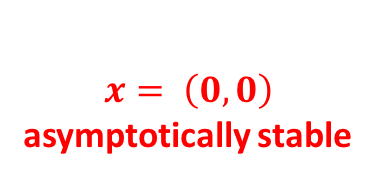 x = (0,0)
asymptotically stable